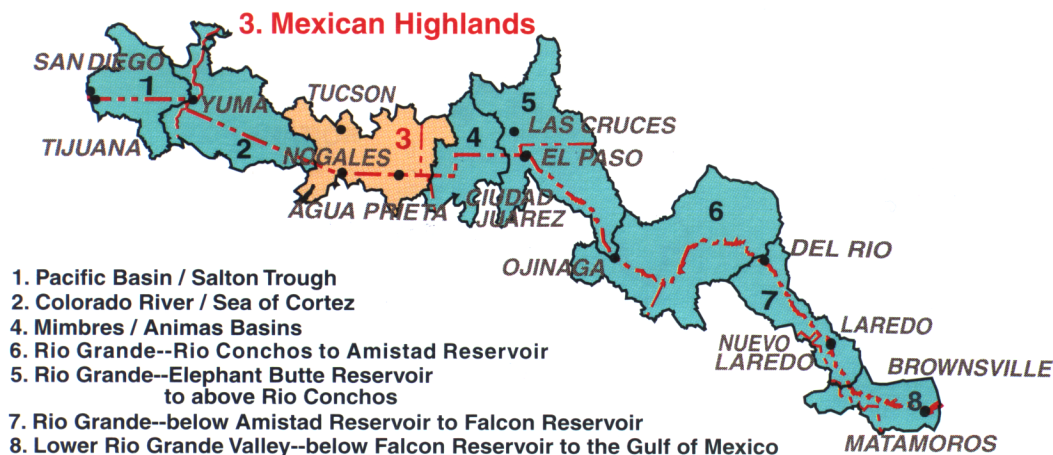 3. Mexican Highlands
SAN DIEGO
1
YUMA
TUCSON
5
3
LAS CRUCES
TIJUANA
2
NOGALES
4
EL PASO
AGUA PRIETA
CIUDAD
JUAREZ
6
OJINAGA
DEL RIO
7
NUEVO
LAREDO
LAREDO
BROWNSVILLE
8
MATAMOROS
1. Pacific Basin / Salton Trough
2. Colorado River / Sea of Cortez
4. Mimbres / Animas Basins
6. Rio Grande--Rio Conchos to Amistad Reservoir
5. Rio Grande--Elephant Butte Reservoir
to above Rio Conchos
7. Rio Grande--below Amistad Reservoir to Falcon Reservoir
8. Lower Rio Grande Valley--below Falcon Reservoir to the Gulf of Mexico